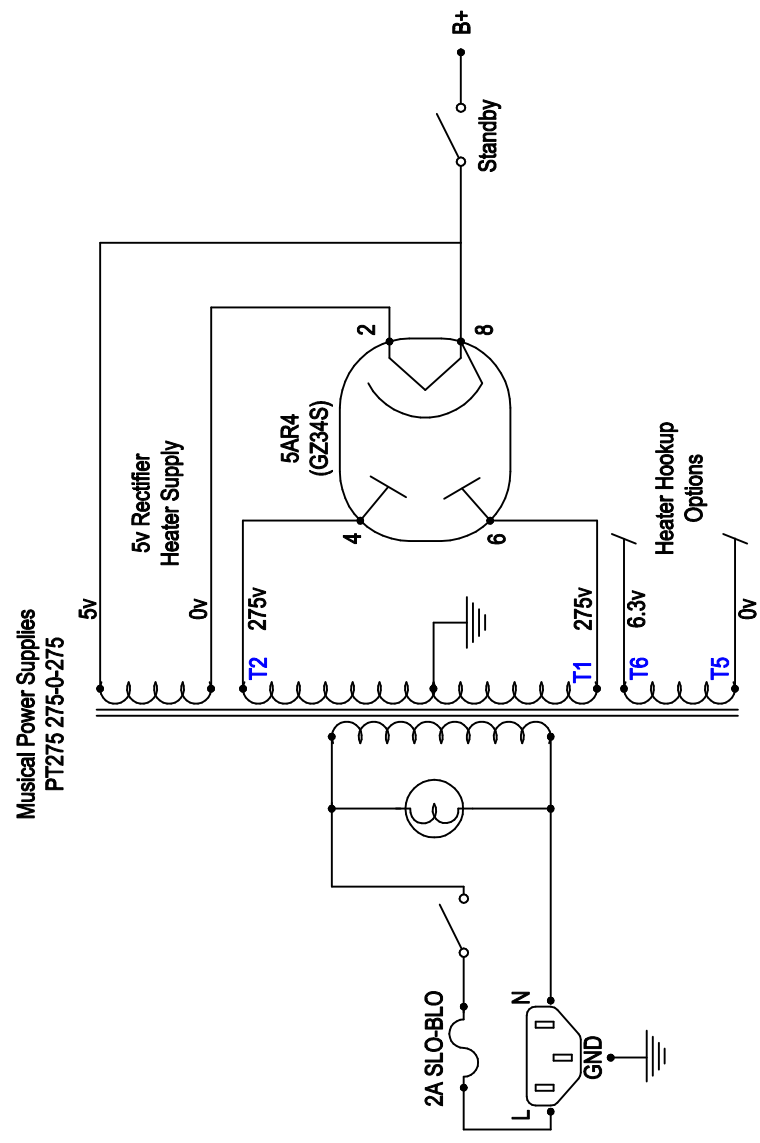 Musical Power Supplies
PT275 275-0-275
5v
5v Rectifier
Heater Supply
0v
275v
T2
5AR4
(GZ34S)
4
2
6
8
Standby
B+
T1
275v
T6
6.3v
Heater Hookup
Options
T5
0v
2A SLO-BLO
L
N
GND